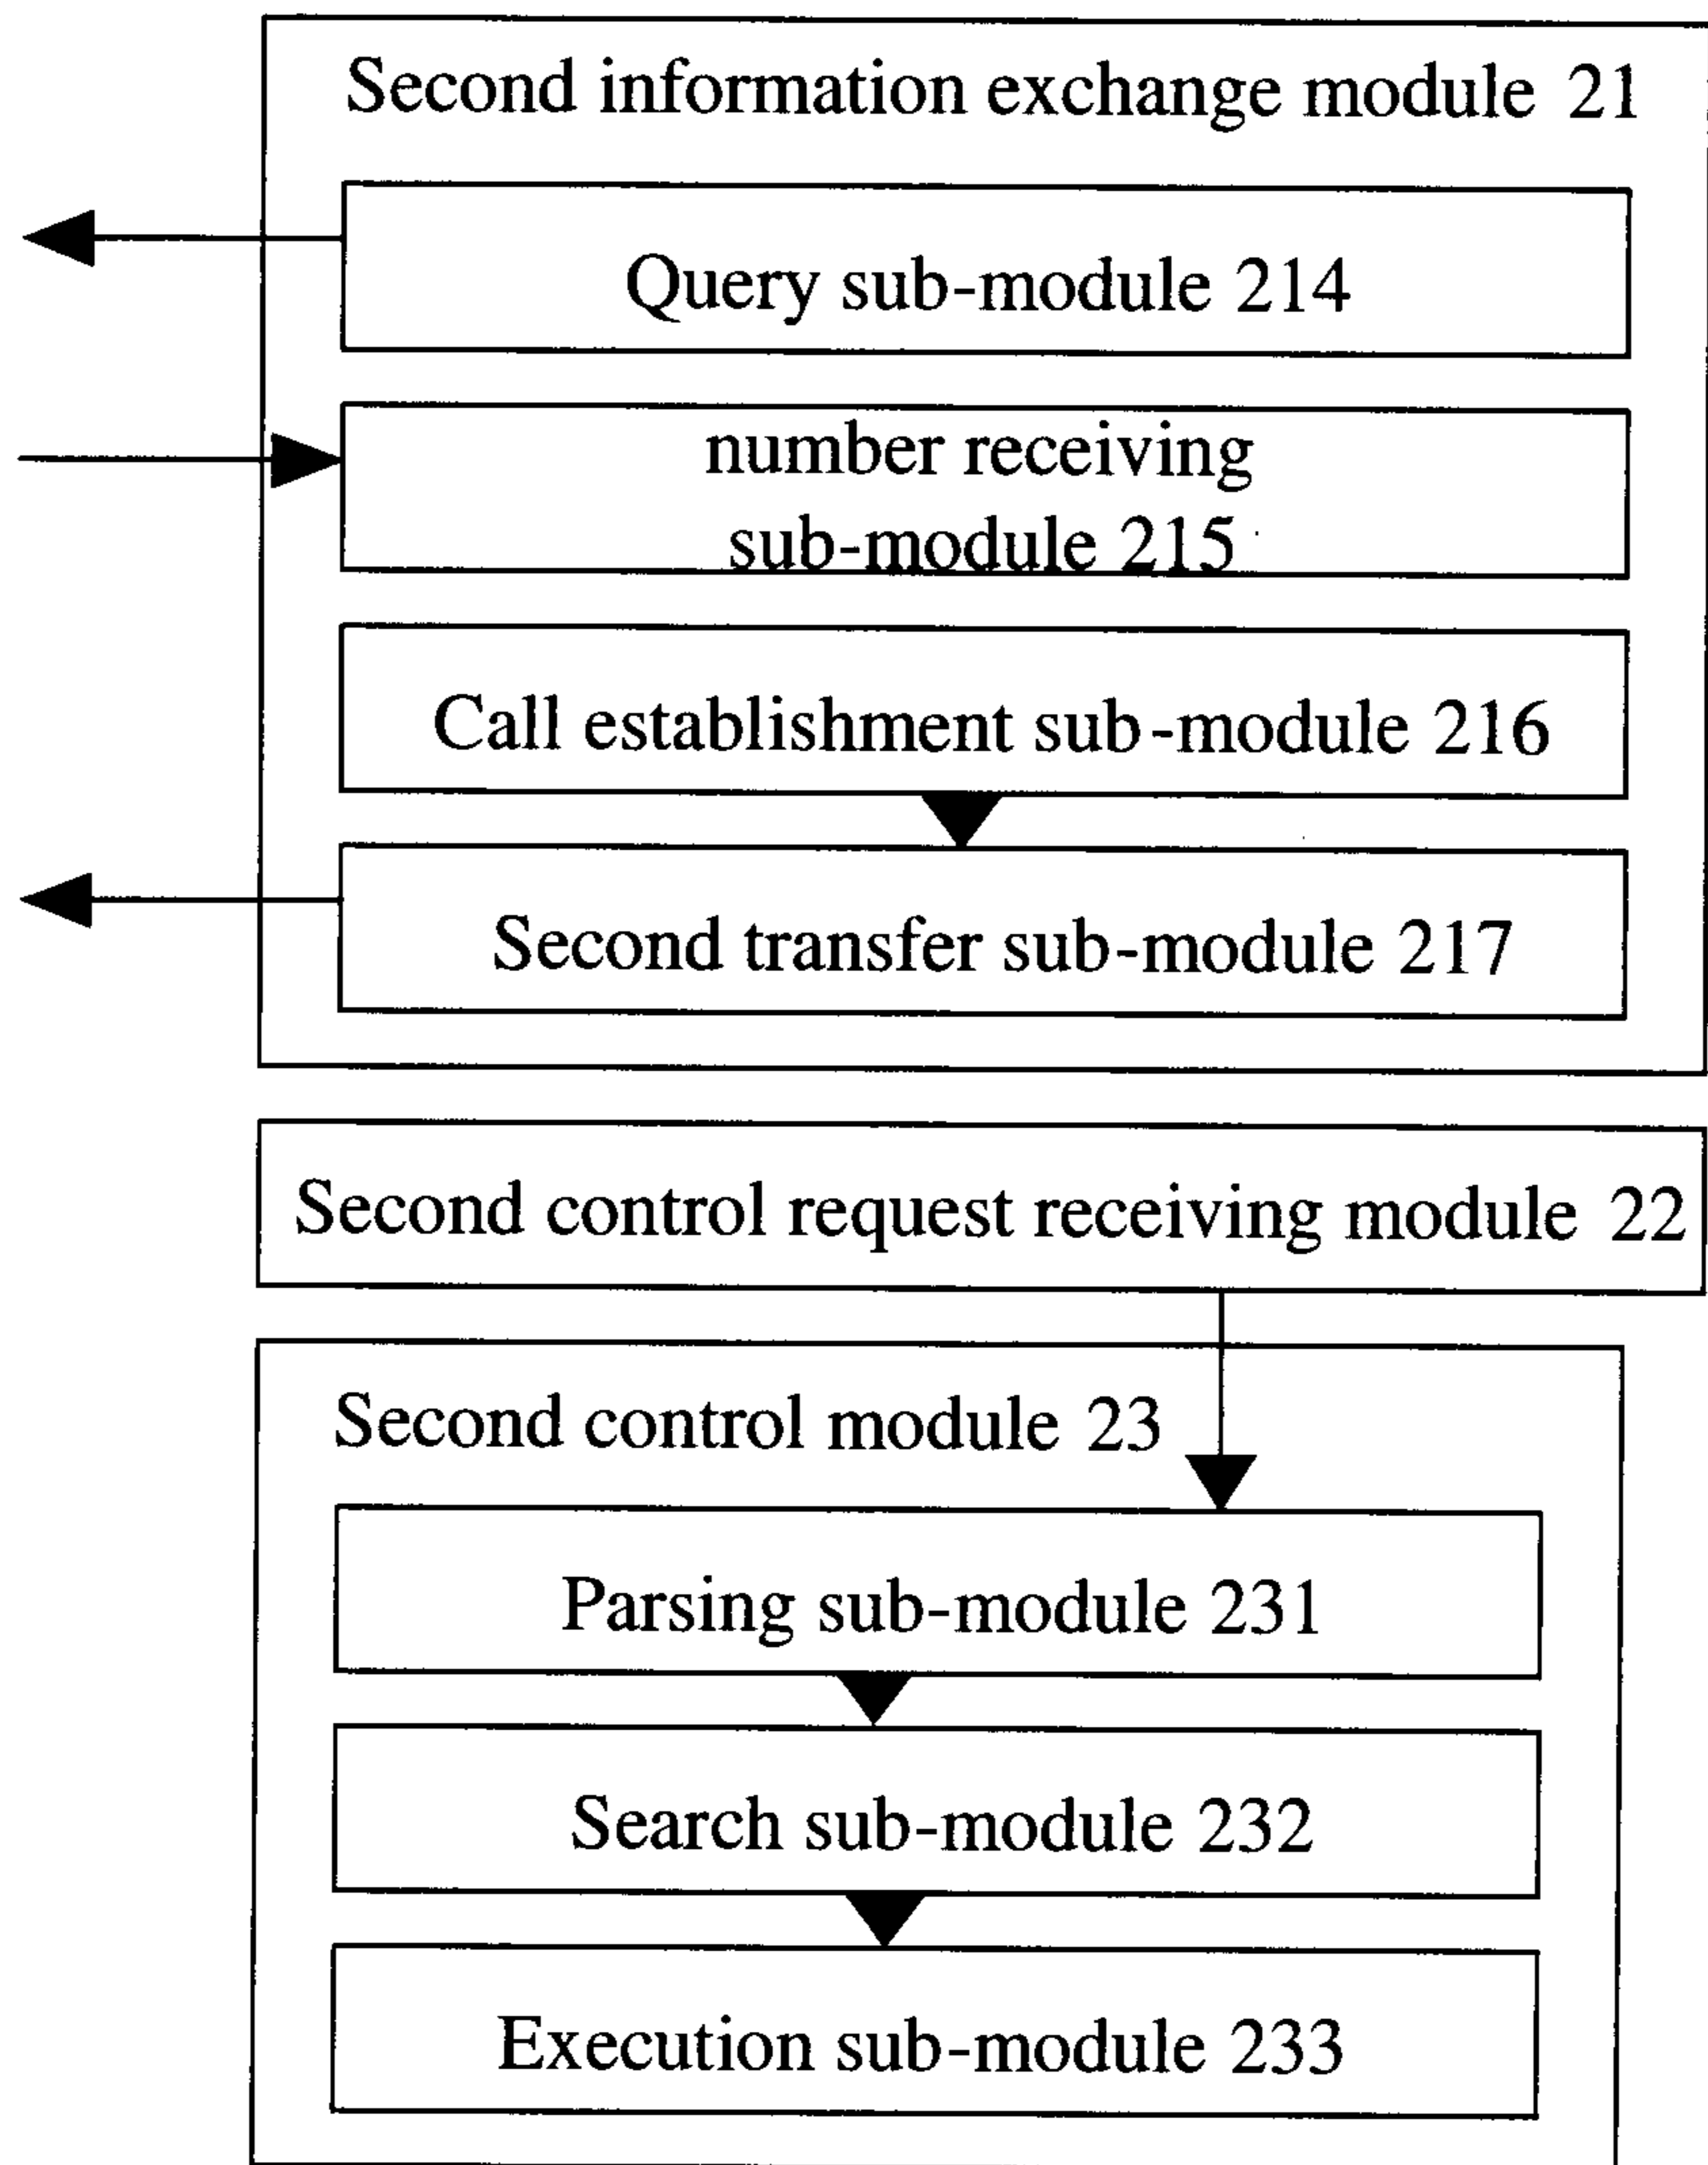 Second information exchange module 21
Query sub-module 214
number receiving
sub-module 215
Call establishment sub-module 216
Second transfer sub-module 217
Second control request receiving module 22
Second control module 23
Parsing sub-module 231
Search sub-module 232
Execution sub-module 233